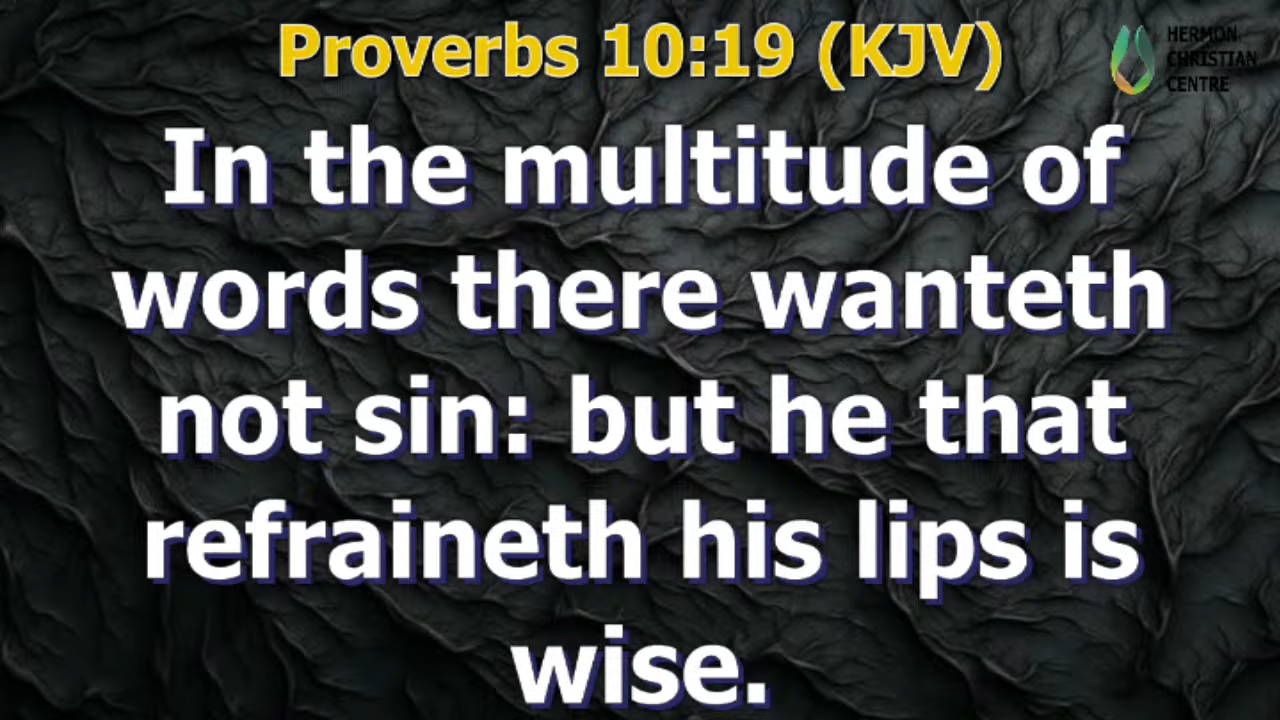 Proverbs 10:19 (KJV)
HERMON
CHRISTIAN
CENTRE
In the multitude of
words there wanteth
not sin: but he that
refraineth his lips is
wise.